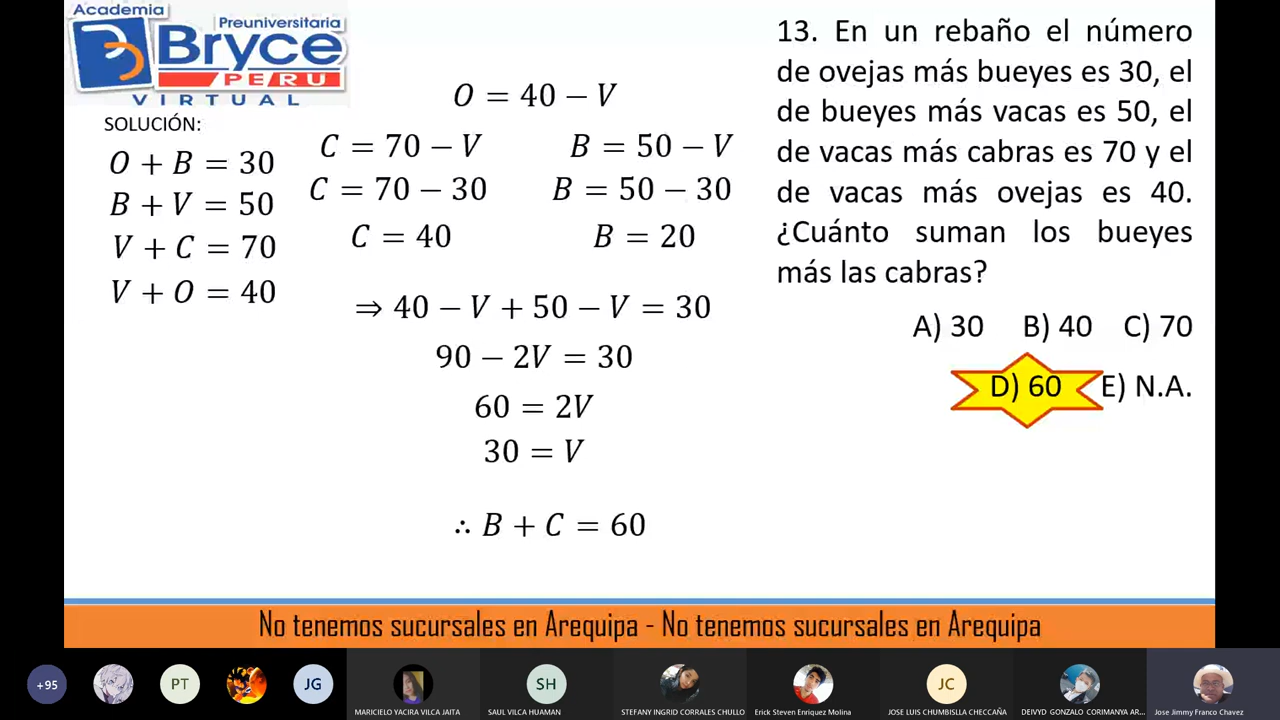 Academia
Preuniversitaria
Bryce
PERU
VIRTUAL
SOLUCIÓN:
O + B = 30
B + V = 50
V + C = 70
V + O = 40
O = 40 − V
C = 70 − V
B = 50 − V
C = 70 − 30
B = 50 − 30
C = 40
B = 20
⇒ 40 − V + 50 − V = 30
90 − 2V = 30
60 = 2V
30 = V
∴ B + C = 60
13. En un rebaño el número
de ovejas más bueyes es 30, el
de bueyes más vacas es 50, el
de vacas más cabras es 70 y el
de vacas más ovejas es 40.
¿Cuánto suman los bueyes
más las cabras?
A) 30 B) 40 C) 70
D) 60 E) N.A.
No tenemos sucursales en Arequipa - No tenemos sucursales en Arequipa
+95
PT
JG
MARICIELO YACIRA VILCA JAITA
SH
SAUL VILCA HUAMAN
STEFANY INGRID CORRALES CHULLO
Erick Steven Enriquez Molina
JC
JOSE LUIS CHUMBISLLA CHECCAÑA
DEIVYD GONZALO CORIMANYA AR...
Jose Jimmy Franco Chavez